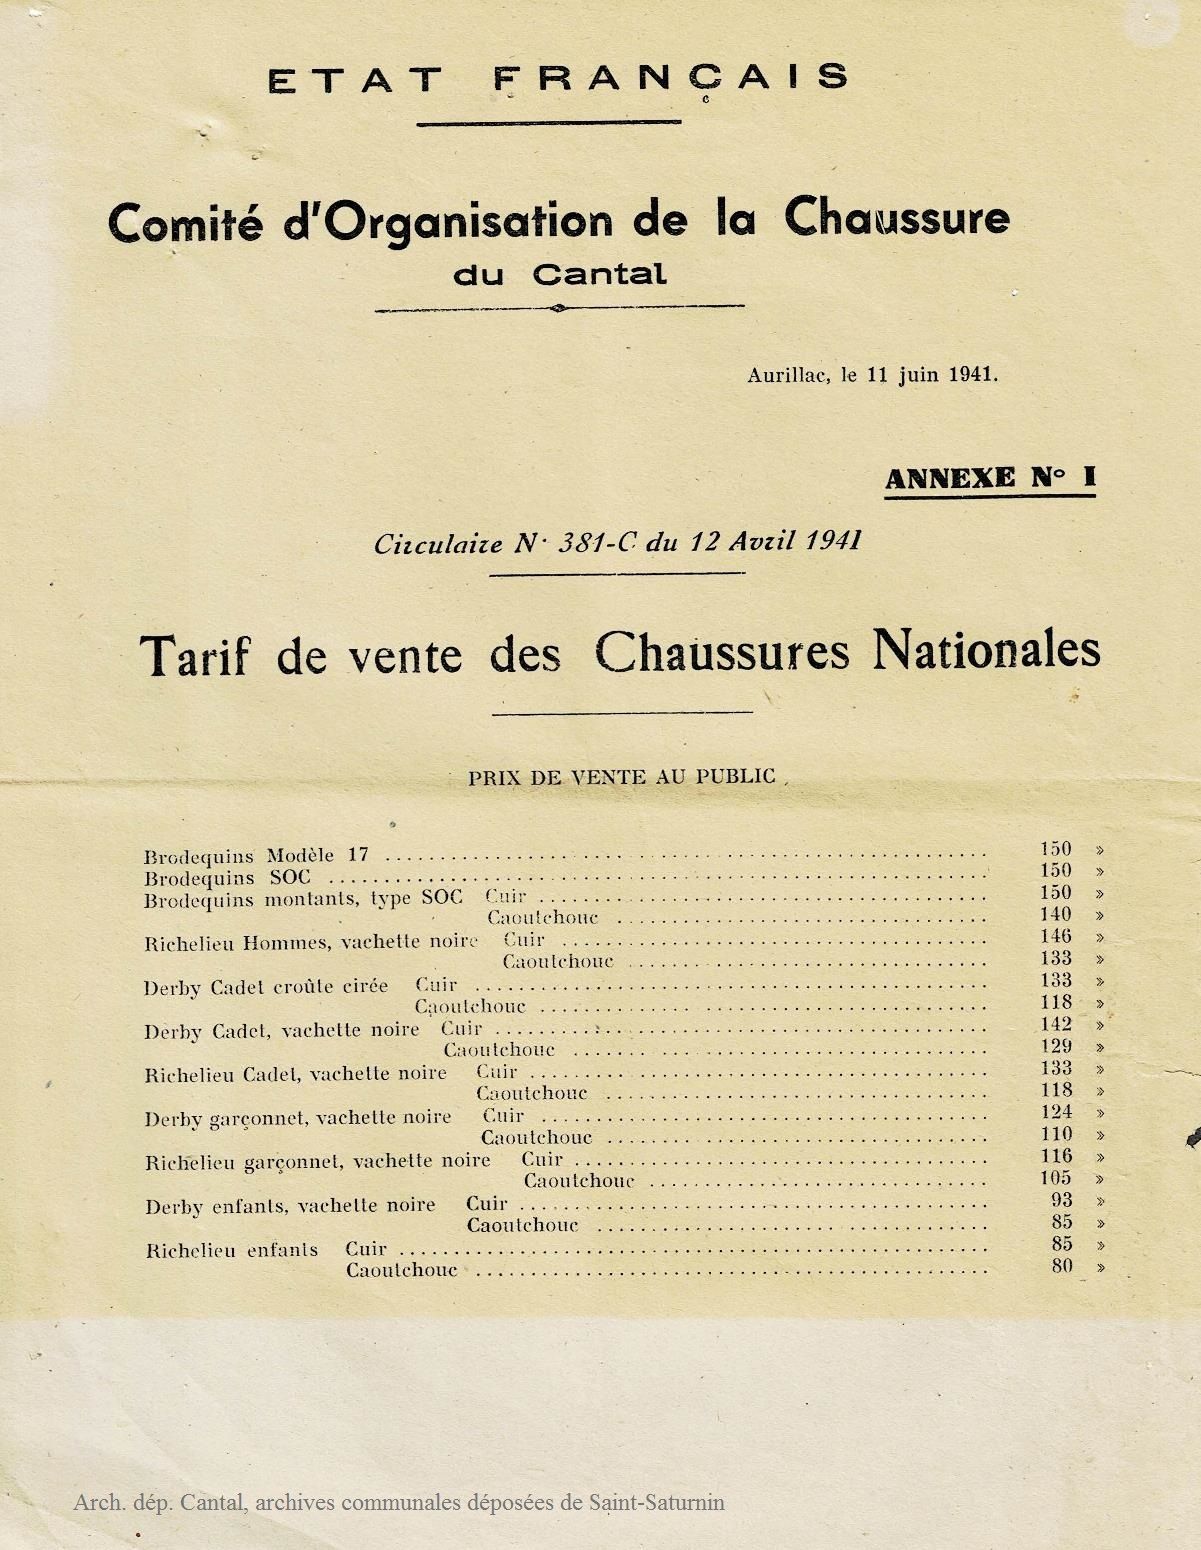 ETAT FRANÇAIS
Comité d'Organisation de la Chaussure
du Cantal
Aurillac, le 11 juin 1941.
ANNEXE No I
Circulaire N· 381-C du 12 Avril 1941
Tarif de vente des Chaussures Nationales
PRIX DE VENTE AU PUBLIC
Brodequins Modèle 17 ........ 150 »
Brodequins SOC ........ 150 »
Brodequins montants, type SOC Cuir ........ 150 »
Caoutchouc ........ 140 »
Richelieu Hommes, vachette noire Cuir ........ 146 »
Caoutchouc ........ 133 »
Derby Cadet croûte cirée Cuir ........ 133 »
Caoutchouc ........ 118 »
Derby Cadet, vachette noire Cuir ........ 142 »
Caoutchouc ........ 129 »
Richelieu Cadet, vachette noire Cuir ........ 133 »
Caoutchouc ........ 118 »
Derby garçonnet, vachette noire Cuir ........ 124 »
Caoutchouc ........ 110 »
Richelieu garçonnet, vachette noire Cuir ........ 116 »
Caoutchouc ........ 105 »
Derby enfants, vachette noire Cuir ........ 93 »
Caoutchouc ........ 85 »
Richelieu enfants Cuir ........ 85 »
Caoutchouc ........ 80 »
Arch. dép. Cantal, archives communales déposées de Saint-Saturnin